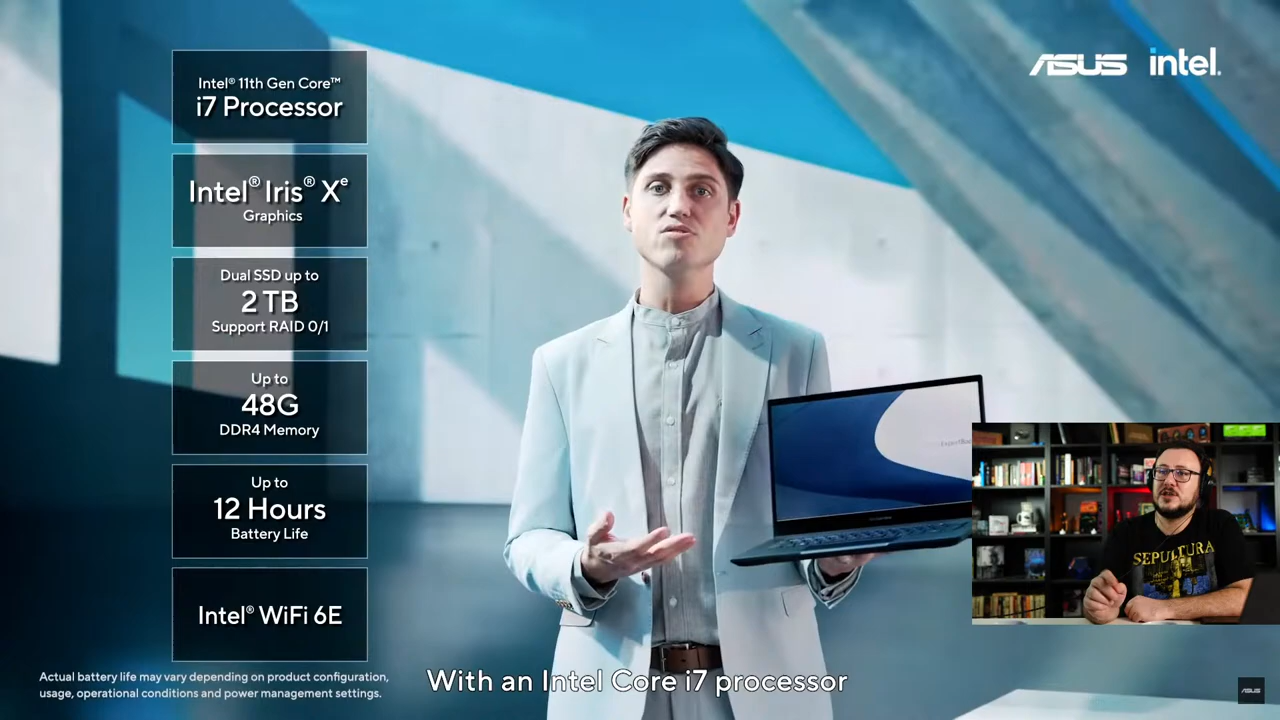 Intel® 11th Gen Core™
i7 Processor
Intel® Iris® Xe
Graphics
Dual SSD up to
2 TB
Support RAID 0/1
Up to
48G
DDR4 Memory
Up to
12 Hours
Battery Life
Intel® WiFi 6E
Actual battery life may vary depending on product configuration,
usage, operational conditions and power management settings.
With an Intel Core i7 processor
ASUS intel.
SEPULTURA
ASUS